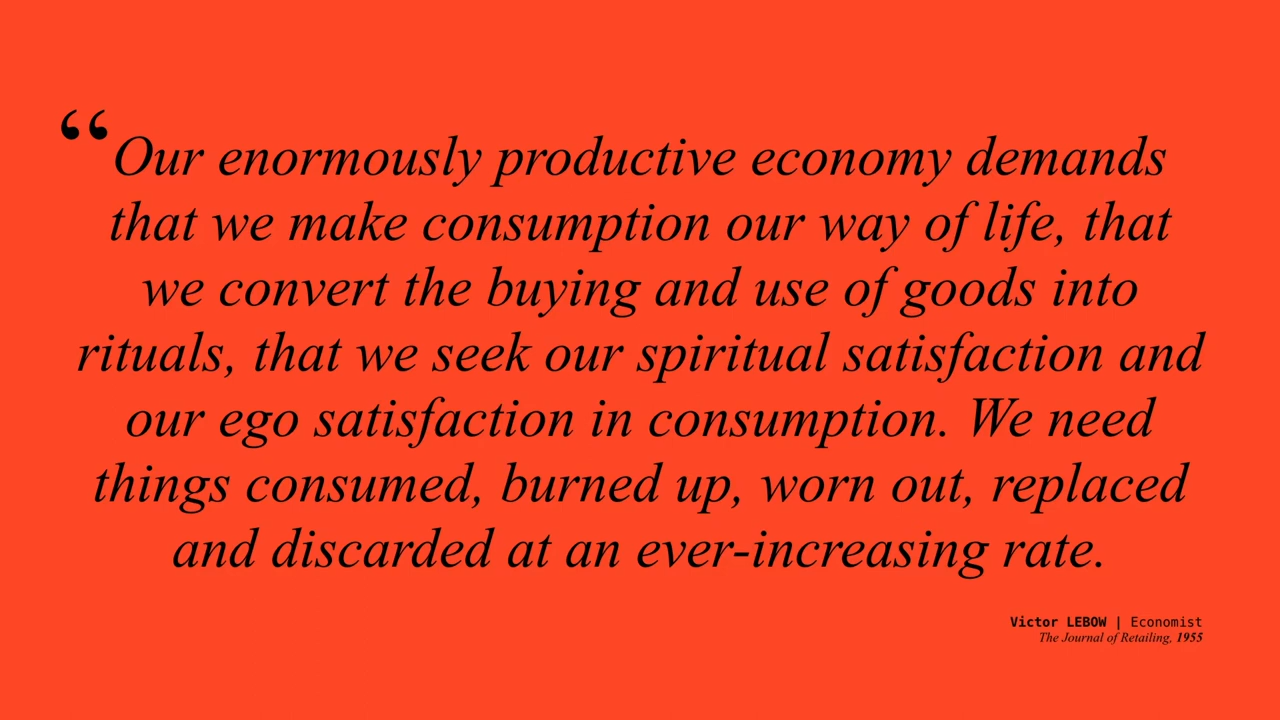 “Our enormously productive economy demands
that we make consumption our way of life, that
we convert the buying and use of goods into
rituals, that we seek our spiritual satisfaction and
our ego satisfaction in consumption. We need
things consumed, burned up, worn out, replaced
and discarded at an ever-increasing rate.
Victor LEBOW | Economist
The Journal of Retailing, 1955